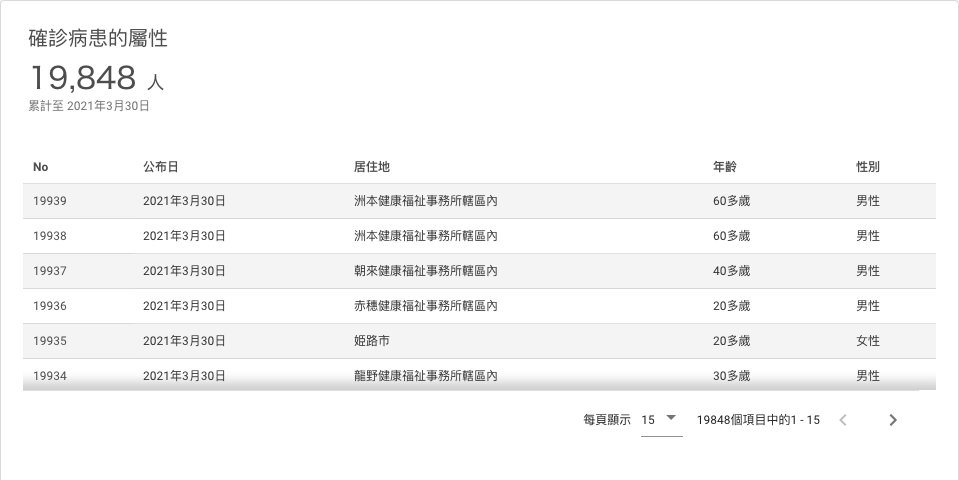 確診病患的屬性
19,848 人
累計至 2021年3月30日
No 公布日 居住地 年齡 性別
19939 2021年3月30日 洲本健康福祉事務所轄區內 60多歲 男性
19938 2021年3月30日 洲本健康福祉事務所轄區內 60多歲 男性
19937 2021年3月30日 朝來健康福祉事務所轄區內 40多歲 男性
19936 2021年3月30日 赤穗健康福祉事務所轄區內 20多歲 男性
19935 2021年3月30日 姫路市 20多歲 女性
19934 2021年3月30日 龍野健康福祉事務所轄區內 30多歲 男性
每頁顯示 15 19848個項目中的1 - 15